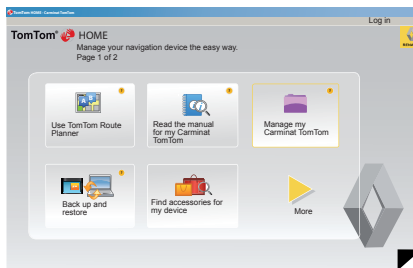 TomTom HOME - Carminat TomTom
Log in
TomTom® HOME
Manage your navigation device the easy way.
Page 1 of 2
Use TomTom Route
Planner
Read the manual
for my Carminat
TomTom
Manage my
Carminat TomTom
Back up and
restore
Find accessories for
my device
More